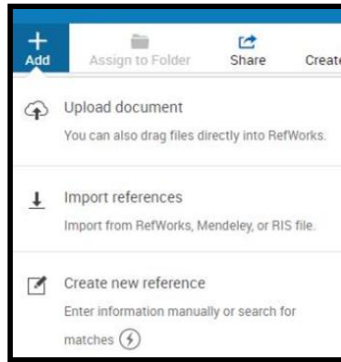 Add Assign to Folder Share Create
Upload document
You can also drag files directly into RefWorks.
Import references
Import from RefWorks, Mendeley, or RIS file.
Create new reference
Enter information manually or search for
matches